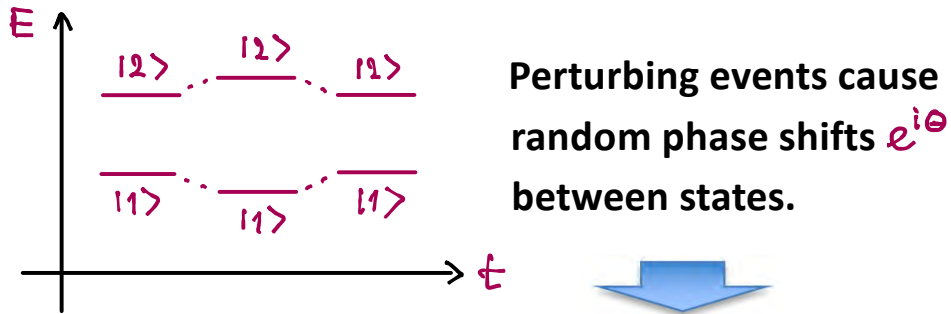 E
|2> |2> |2>
|1> |1> |1>
t
Perturbing events cause
random phase shifts e^{iθ}
between states.